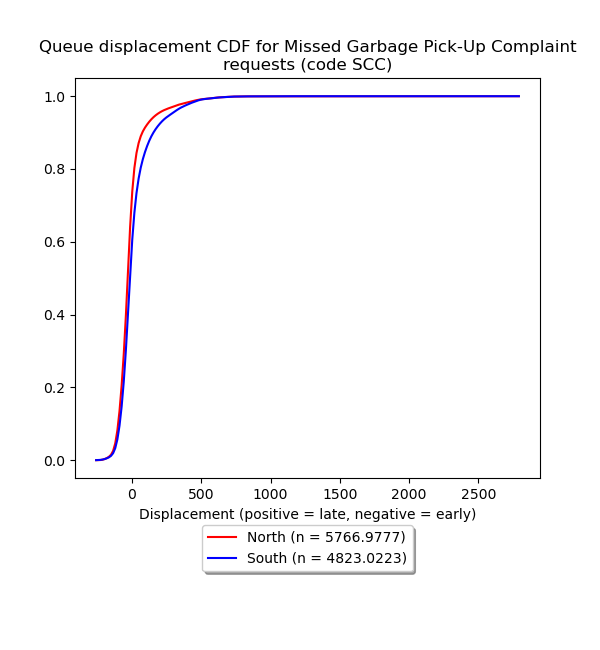 Queue displacement CDF for Missed Garbage Pick-Up Complaint
requests (code SCC)
1.0
0.8
0.6
0.4
0.2
0.0
0 500 1000 1500 2000 2500
Displacement (positive = late, negative = early)
North (n = 5766.9777)
South (n = 4823.0223)